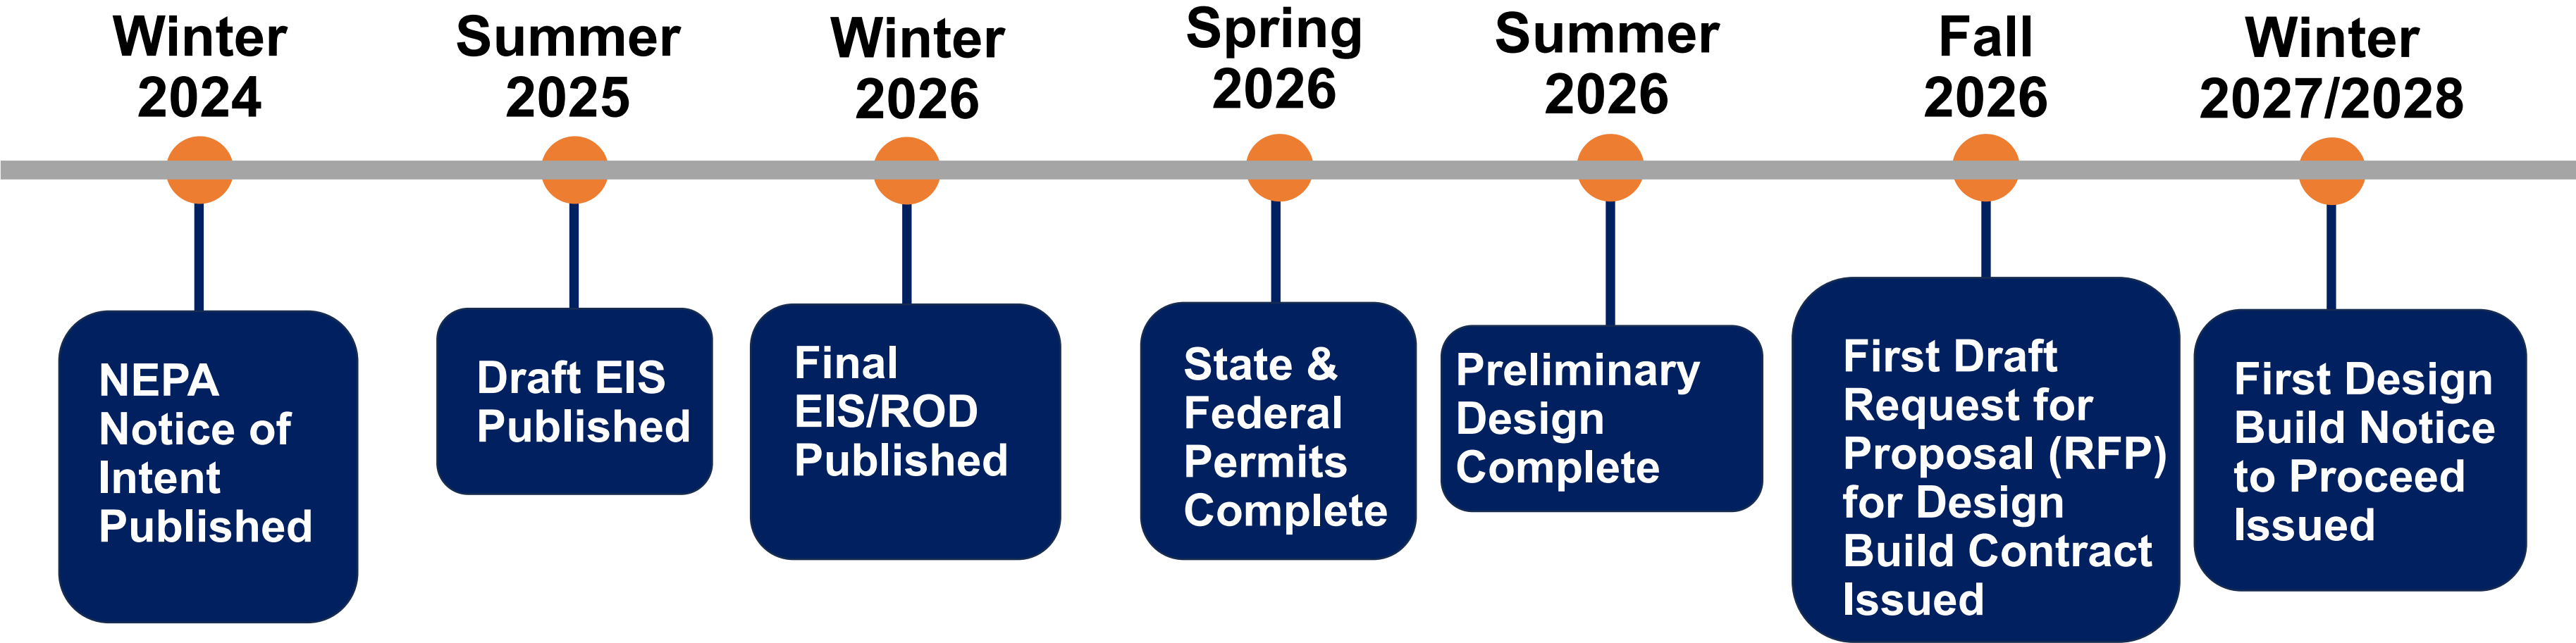 Winter
2024
Summer
2025
Winter
2026
Spring
2026
Summer
2026
Fall
2026
Winter
2027/2028
NEPA
Notice of
Intent
Published
Draft EIS
Published
Final
EIS/ROD
Published
State &
Federal
Permits
Complete
Preliminary
Design
Complete
First Draft
Request for
Proposal (RFP)
for Design
Build Contract
Issued
First Design
Build Notice
to Proceed
Issued